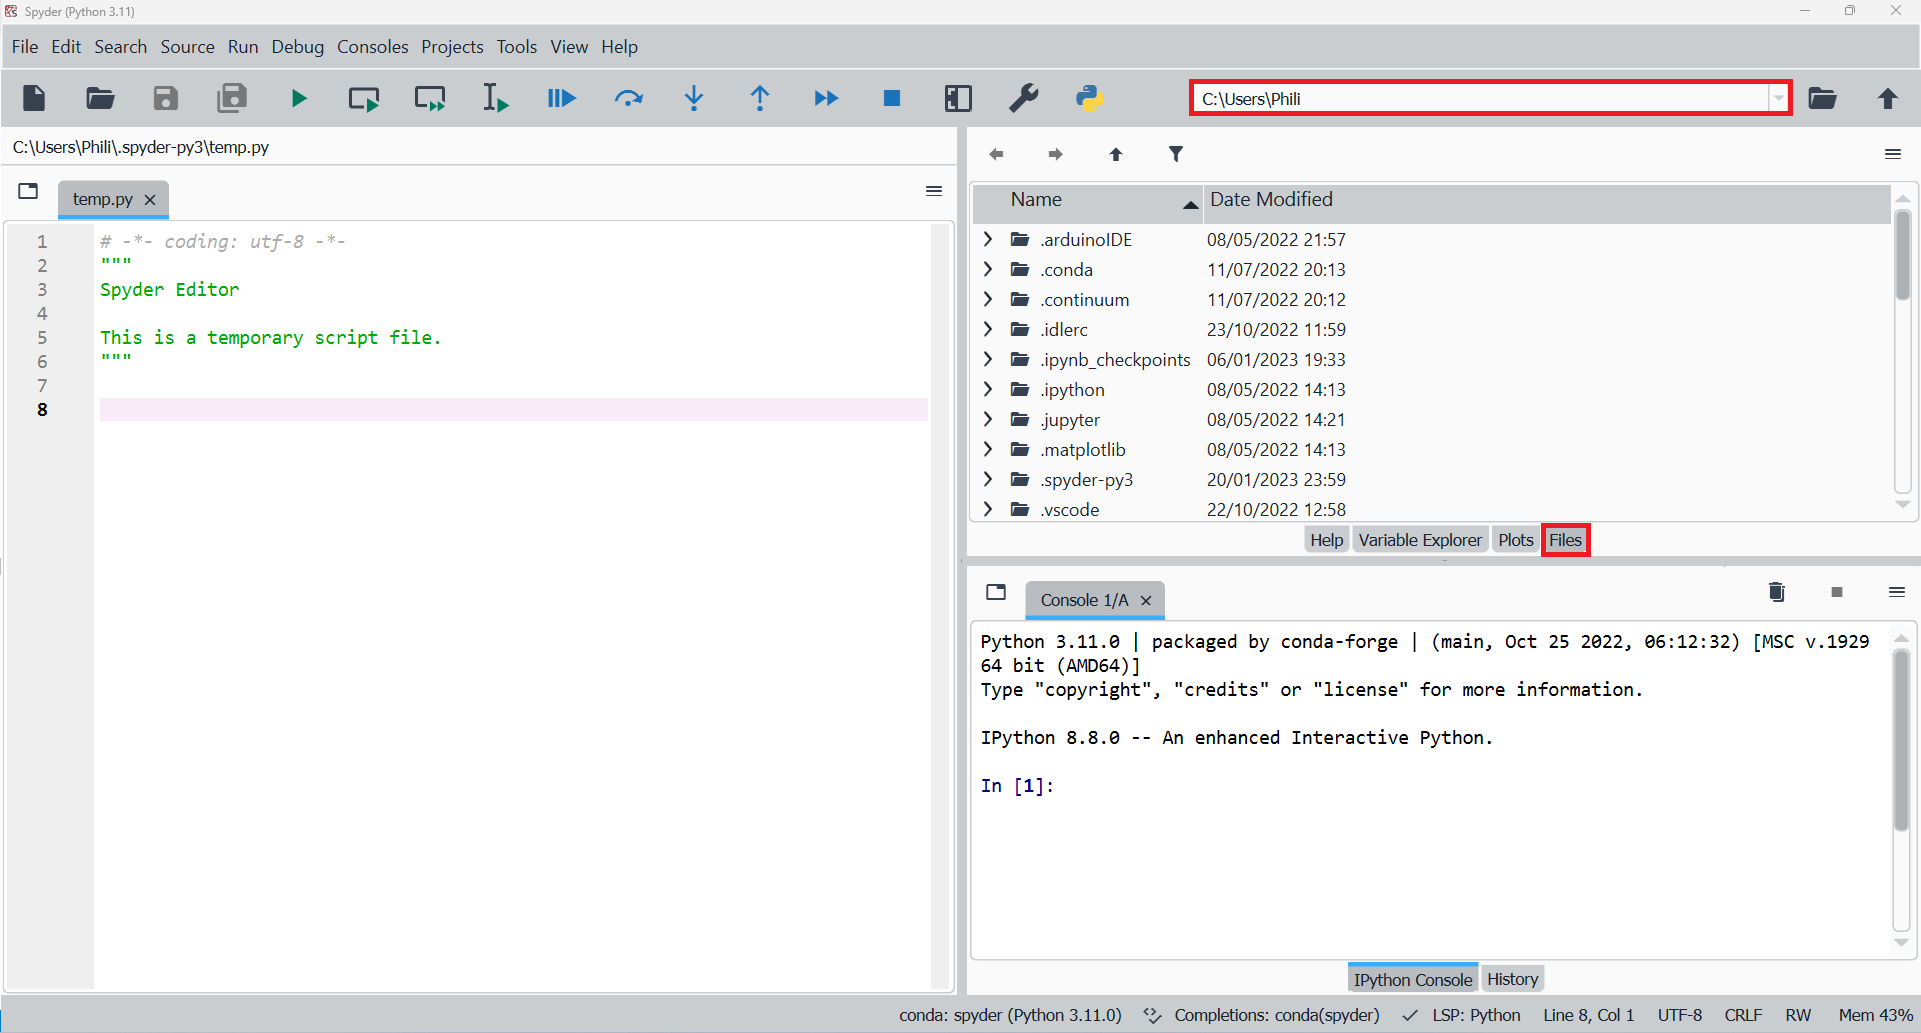 Spyder (Python 3.11)
File Edit Search Source Run Debug Consoles Projects Tools View Help
C:\Users\Phili
C:\Users\Phili\.spyder-py3\temp.py
temp.py
1 # -*- coding: utf-8 -*-
2 """
3 Spyder Editor
4
5 This is a temporary script file.
6 """
7
8
Name Date Modified
.arduinoIDE 08/05/2022 21:57
.conda 11/07/2022 20:13
.continuum 11/07/2022 20:12
.idlerc 23/10/2022 11:59
.ipynb_checkpoints 06/01/2023 19:33
.ipython 08/05/2022 14:13
.jupyter 08/05/2022 14:21
.matplotlib 08/05/2022 14:13
.spyder-py3 20/01/2023 23:59
.vscode 22/10/2022 12:58
Help Variable Explorer Plots Files
Console 1/A
Python 3.11.0 | packaged by conda-forge | (main, Oct 25 2022, 06:12:32) [MSC v.1929
64 bit (AMD64)]
Type "copyright", "credits" or "license" for more information.
IPython 8.8.0 -- An enhanced Interactive Python.
In [1]:
IPython Console History
conda: spyder (Python 3.11.0) Completions: conda(spyder) LSP: Python Line 8, Col 1 UTF-8 CRLF RW Mem 43%